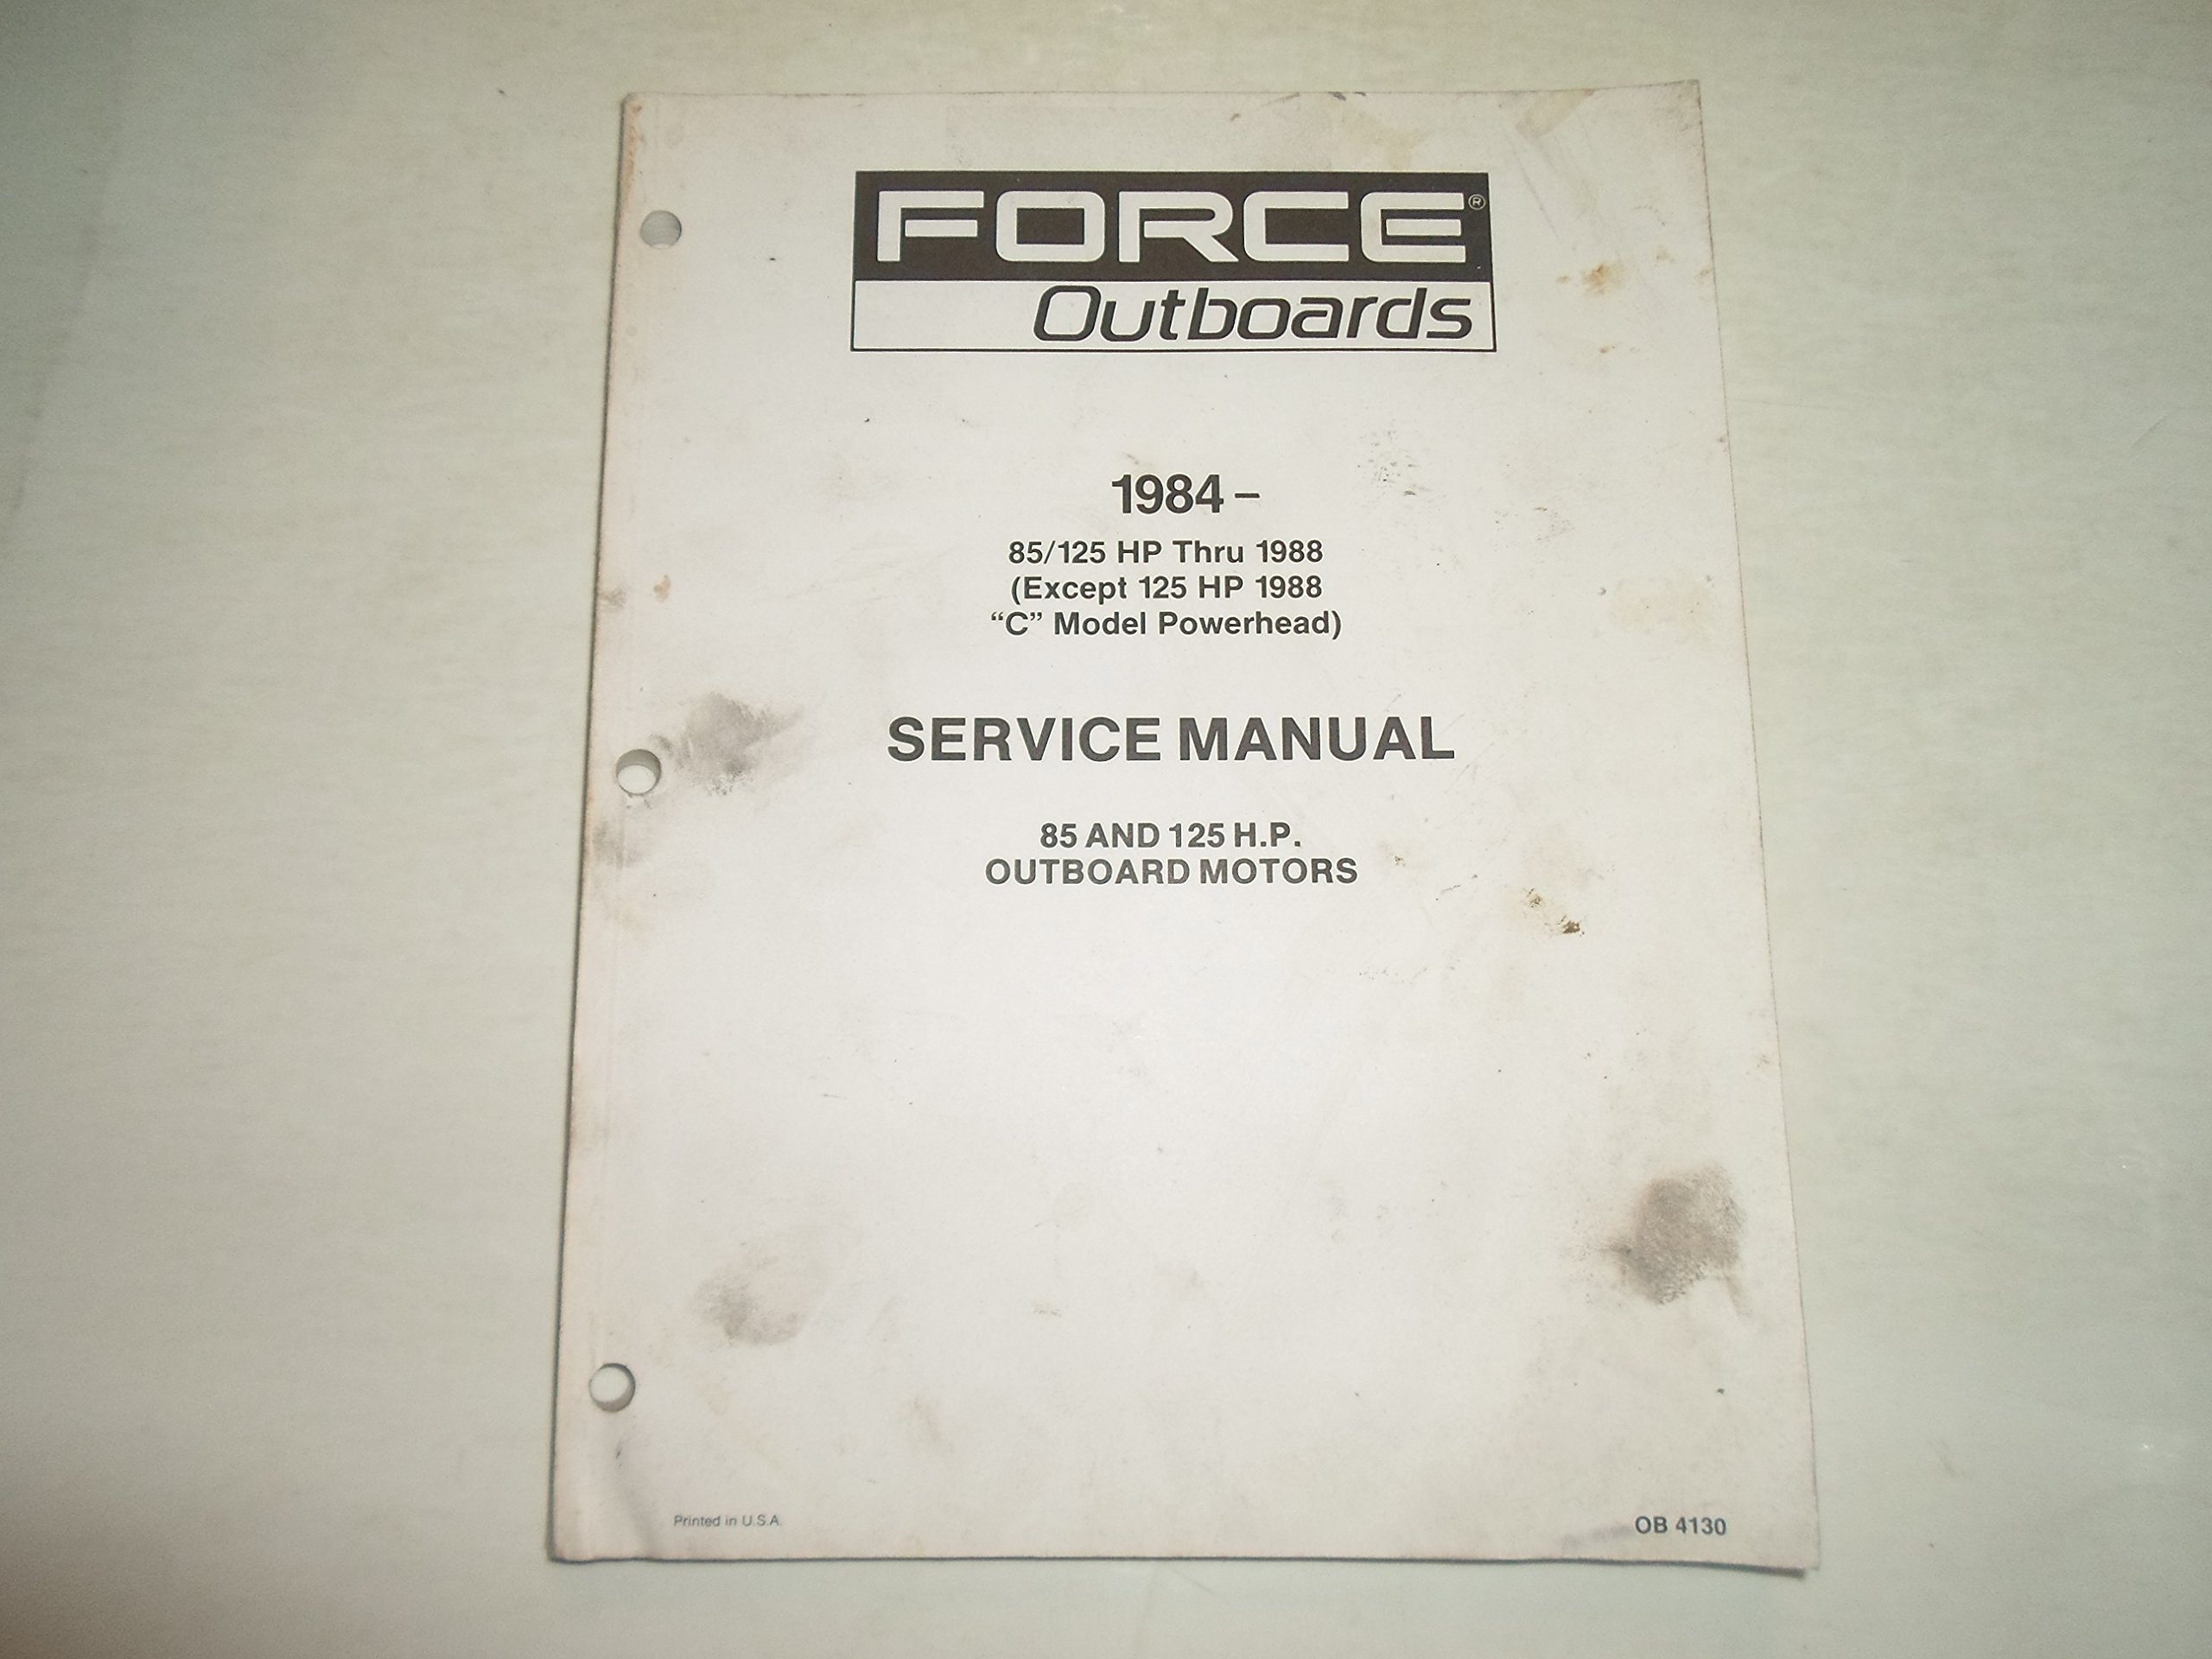 FORCE®
Outboards
1984 –
85/125 HP Thru 1988
(Except 125 HP 1988
“C” Model Powerhead)
SERVICE MANUAL
85 AND 125 H.P.
OUTBOARD MOTORS
Printed in U.S.A.
OB 4130